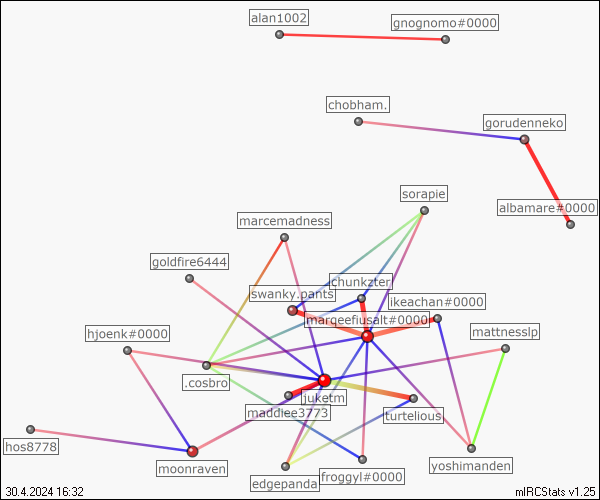 alan1002
gnognomo#0000
chobham.
gorudenneko
sorapie
albamare#0000
marcemadness
goldfire6444
chunkzter
swanky.pants
ikeachan#0000
margeefiusalt#0000
hjoenk#0000
mattnesslp
.cosbro
juketm
maddiee3773
turtelious
hos8778
moonraven
edgepanda
froggyl#0000
yoshimanden
30.4.2024 16:32
mIRCStats v1.25